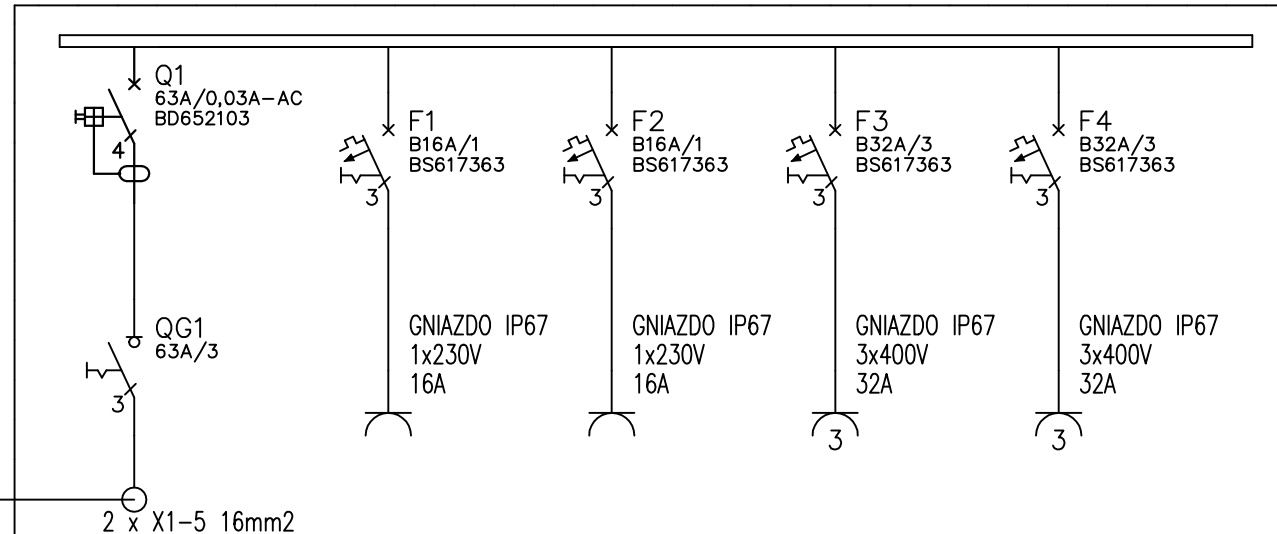 Q1
63A/0,03A-AC
BD652103
4
QG1
63A/3
3
2 x X1-5 16mm2
F1
B16A/1
BS617363
3
GNIAZDO IP67
1x230V
16A
F2
B16A/1
BS617363
3
GNIAZDO IP67
1x230V
16A
F3
B32A/3
BS617363
3
GNIAZDO IP67
3x400V
32A
3
F4
B32A/3
BS617363
3
GNIAZDO IP67
3x400V
32A
3